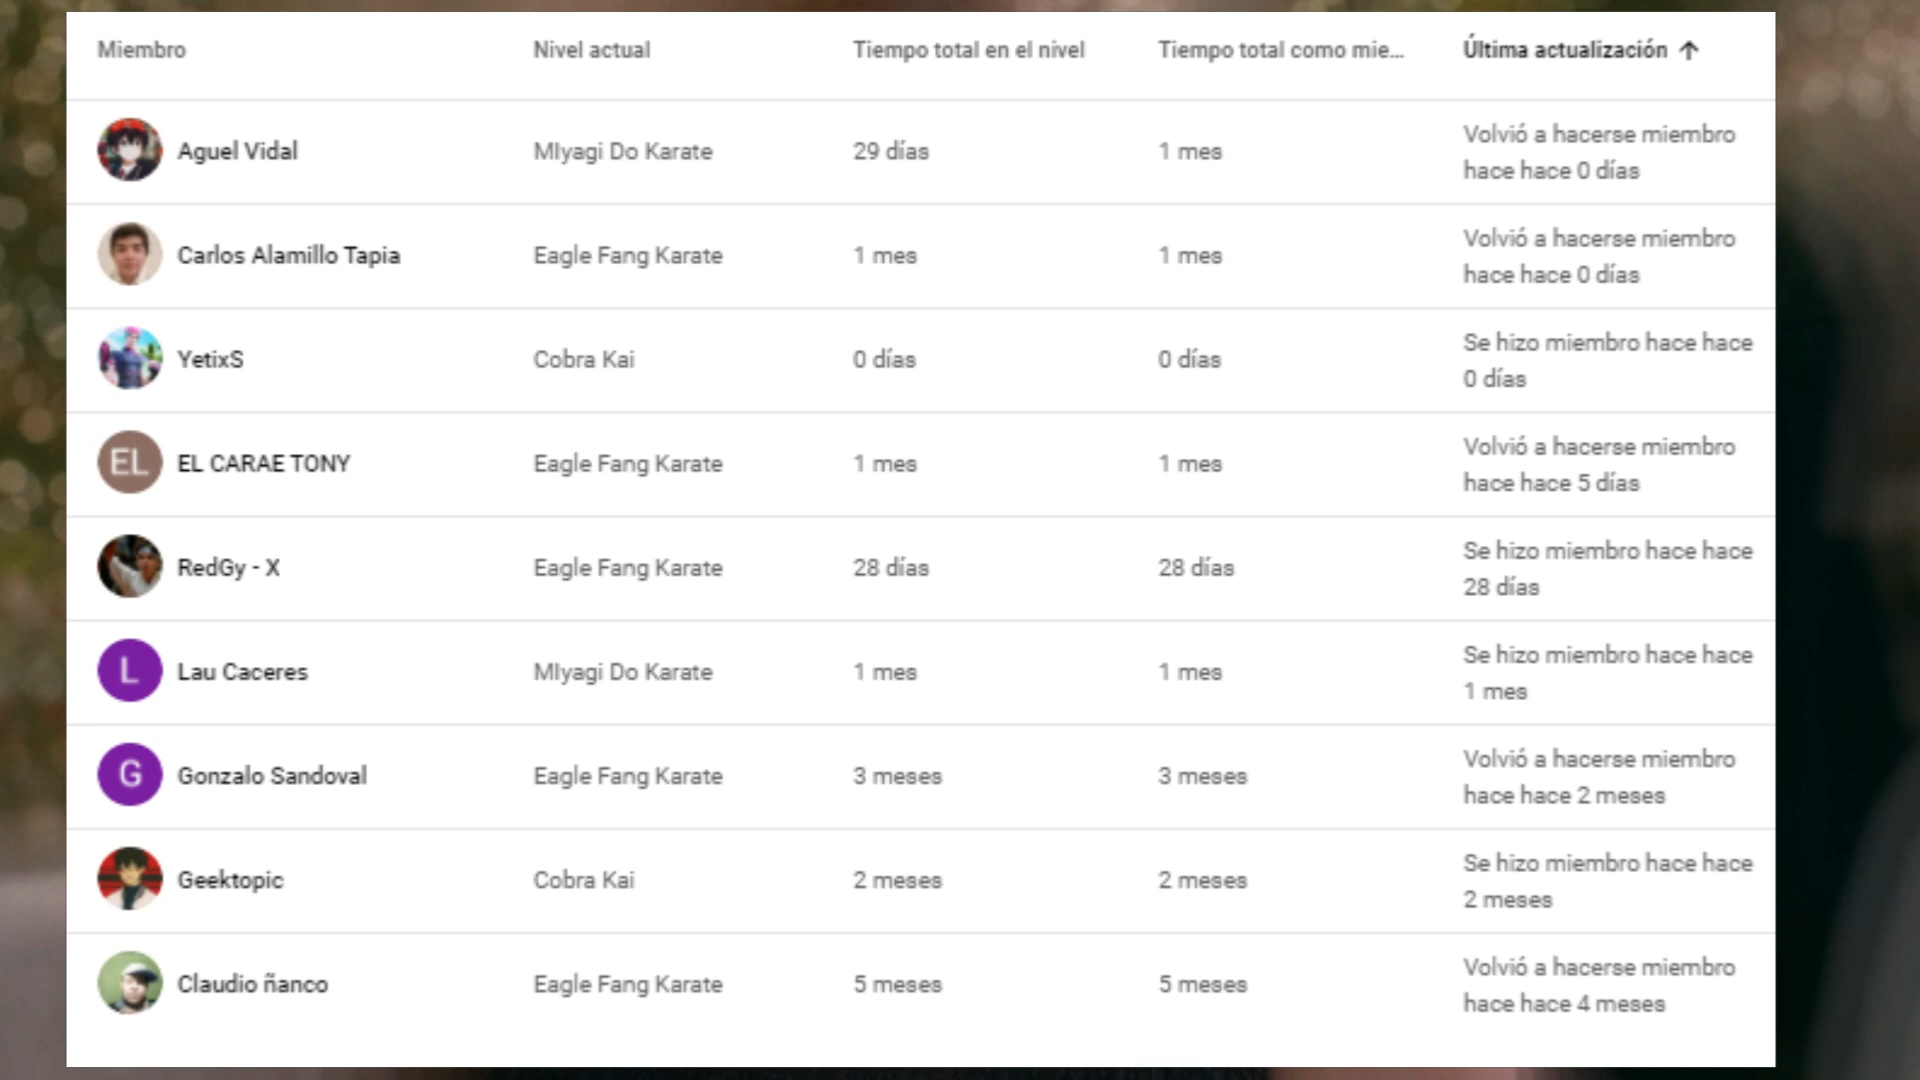 Miembro Nivel actual Tiempo total en el nivel Tiempo total como mie... Última actualización ↑
Aguel Vidal MIyagi Do Karate 29 días 1 mes Volvió a hacerse miembro
hace hace 0 días
Carlos Alamillo Tapia Eagle Fang Karate 1 mes 1 mes Volvió a hacerse miembro
hace hace 0 días
YetixS Cobra Kai 0 días 0 días Se hizo miembro hace hace
0 días
EL EL CARAE TONY Eagle Fang Karate 1 mes 1 mes Volvió a hacerse miembro
hace hace 5 días
RedGy - X Eagle Fang Karate 28 días 28 días Se hizo miembro hace hace
28 días
L Lau Caceres MIyagi Do Karate 1 mes 1 mes Se hizo miembro hace hace
1 mes
G Gonzalo Sandoval Eagle Fang Karate 3 meses 3 meses Volvió a hacerse miembro
hace hace 2 meses
Geektopic Cobra Kai 2 meses 2 meses Se hizo miembro hace hace
2 meses
Claudio ñanco Eagle Fang Karate 5 meses 5 meses Volvió a hacerse miembro
hace hace 4 meses